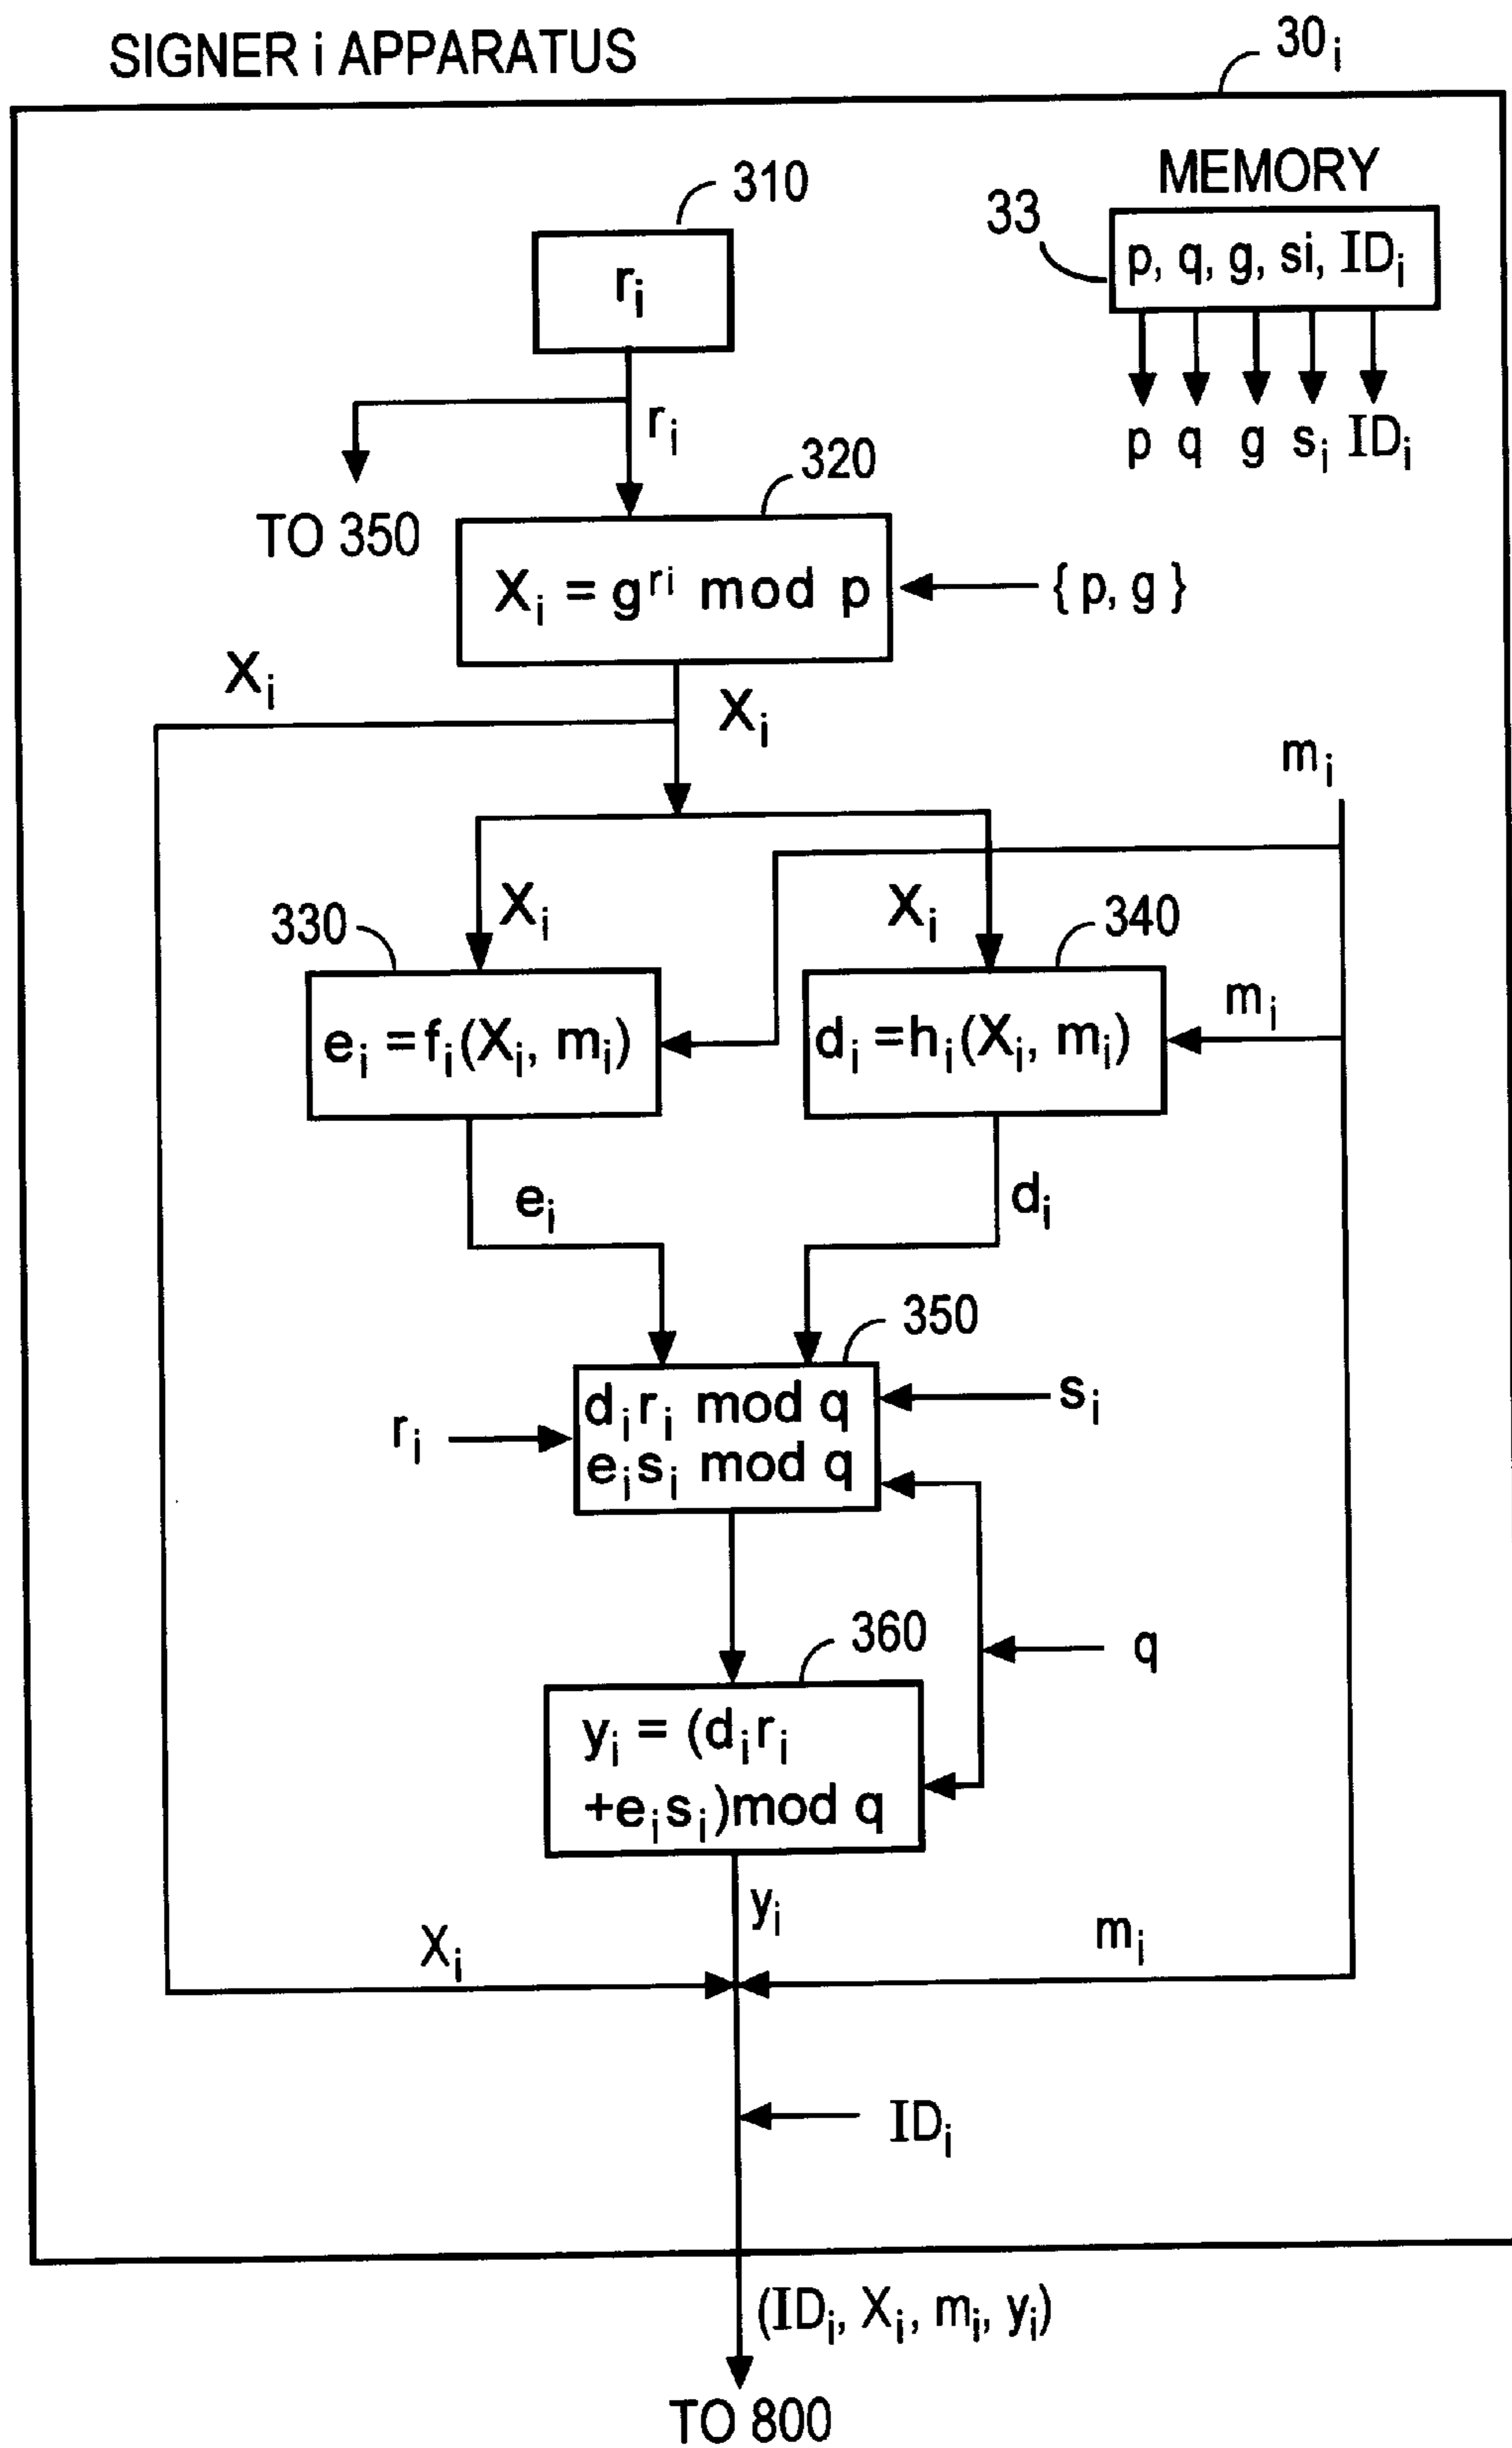 SIGNER i APPARATUS
30i
310
MEMORY
33
ri
p, q, g, si, IDi
ri
p q g si IDi
320
TO 350
Xi = g^ri mod p
{ p, g }
Xi
Xi
mi
Xi
Xi
330
340
mi
ei =fi(Xi, mi)
di =hi(Xi, mi)
ei
di
350
diri mod q
eisi mod q
si
ri
360
q
yi = (diri
+eisi)mod q
yi
Xi
mi
IDi
(IDi, Xi, mi, yi)
TO 800